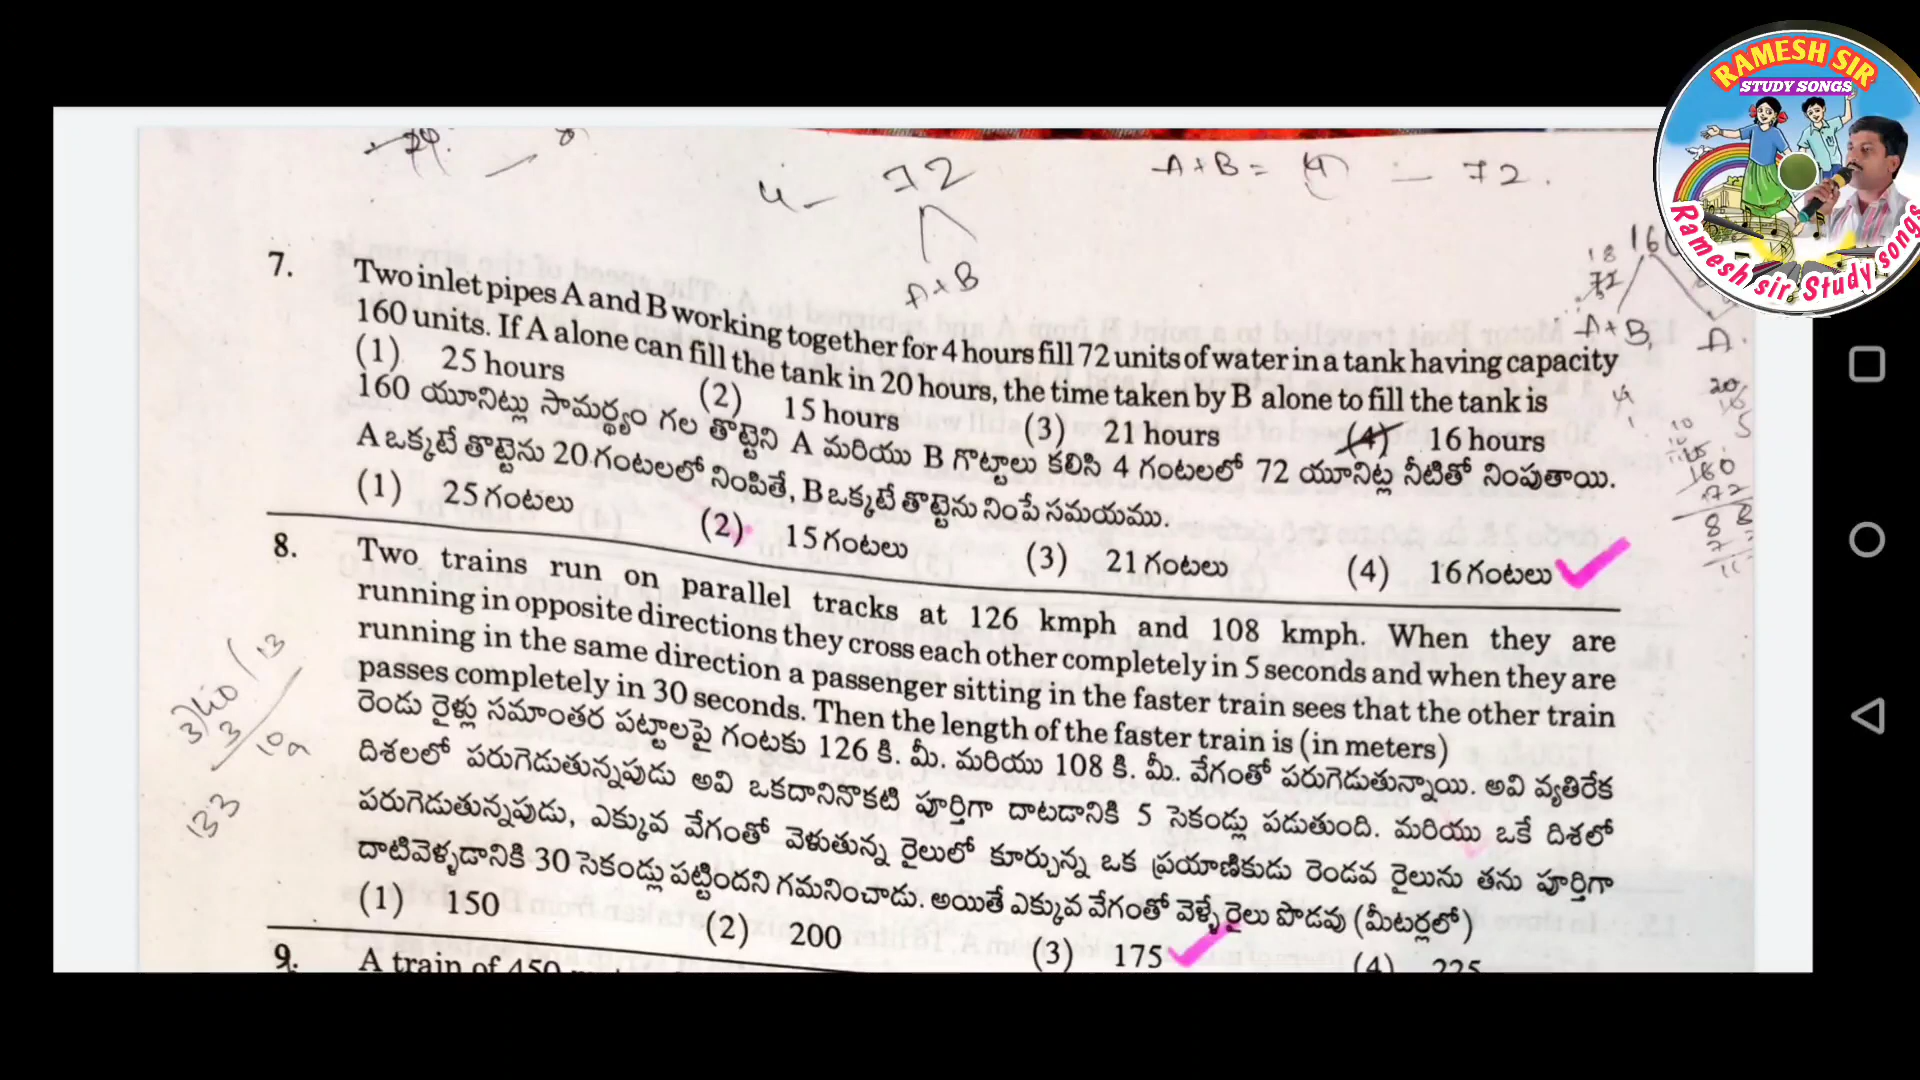 RAMESH SIR
STUDY SONGS
Ramesh sir Study songs
4 - 72
A+B
A+B = (4) - 72.
160
18
72
A+B,
A.
7. Two inlet pipes A and B working together for 4 hours fill 72 units of water in a tank having capacity
160 units. If A alone can fill the tank in 20 hours, the time taken by B alone to fill the tank is
(1) 25 hours (2) 15 hours (3) 21 hours (4) 16 hours
160 యూనిట్లు సామర్థ్యం గల తొట్టెని A మరియు B గొట్టాలు కలిసి 4 గంటలలో 72 యూనిట్ల నీటితో నింపుతాయి.
A ఒక్కటే తొట్టెను 20 గంటలలో నింపితే, B ఒక్కటే తొట్టెను నింపే సమయము.
(1) 25 గంటలు (2) 15 గంటలు (3) 21 గంటలు (4) 16 గంటలు
8. Two trains run on parallel tracks at 126 kmph and 108 kmph. When they are
running in opposite directions they cross each other completely in 5 seconds and when they are
running in the same direction a passenger sitting in the faster train sees that the other train
passes completely in 30 seconds. Then the length of the faster train is (in meters)
రెండు రైళ్లు సమాంతర పట్టాలపై గంటకు 126 కి. మీ. మరియు 108 కి. మీ. వేగంతో పరుగెడుతున్నాయి. అవి వ్యతిరేక
దిశలలో పరుగెడుతున్నపుడు అవి ఒకదానినొకటి పూర్తిగా దాటడానికి 5 సెకండ్లు పడుతుంది. మరియు ఒకే దిశలో
పరుగెడుతున్నపుడు, ఎక్కువ వేగంతో వెళుతున్న రైలులో కూర్చున్న ఒక ప్రయాణికుడు రెండవ రైలును తను పూర్తిగా
దాటివెళ్ళడానికి 30 సెకండ్లు పట్టిందని గమనించాడు. అయితే ఎక్కువ వేగంతో వెళ్ళే రైలు పొడవు (మీటర్లలో)
(1) 150 (2) 200 (3) 175 (4) 225
133
9. A train of 450